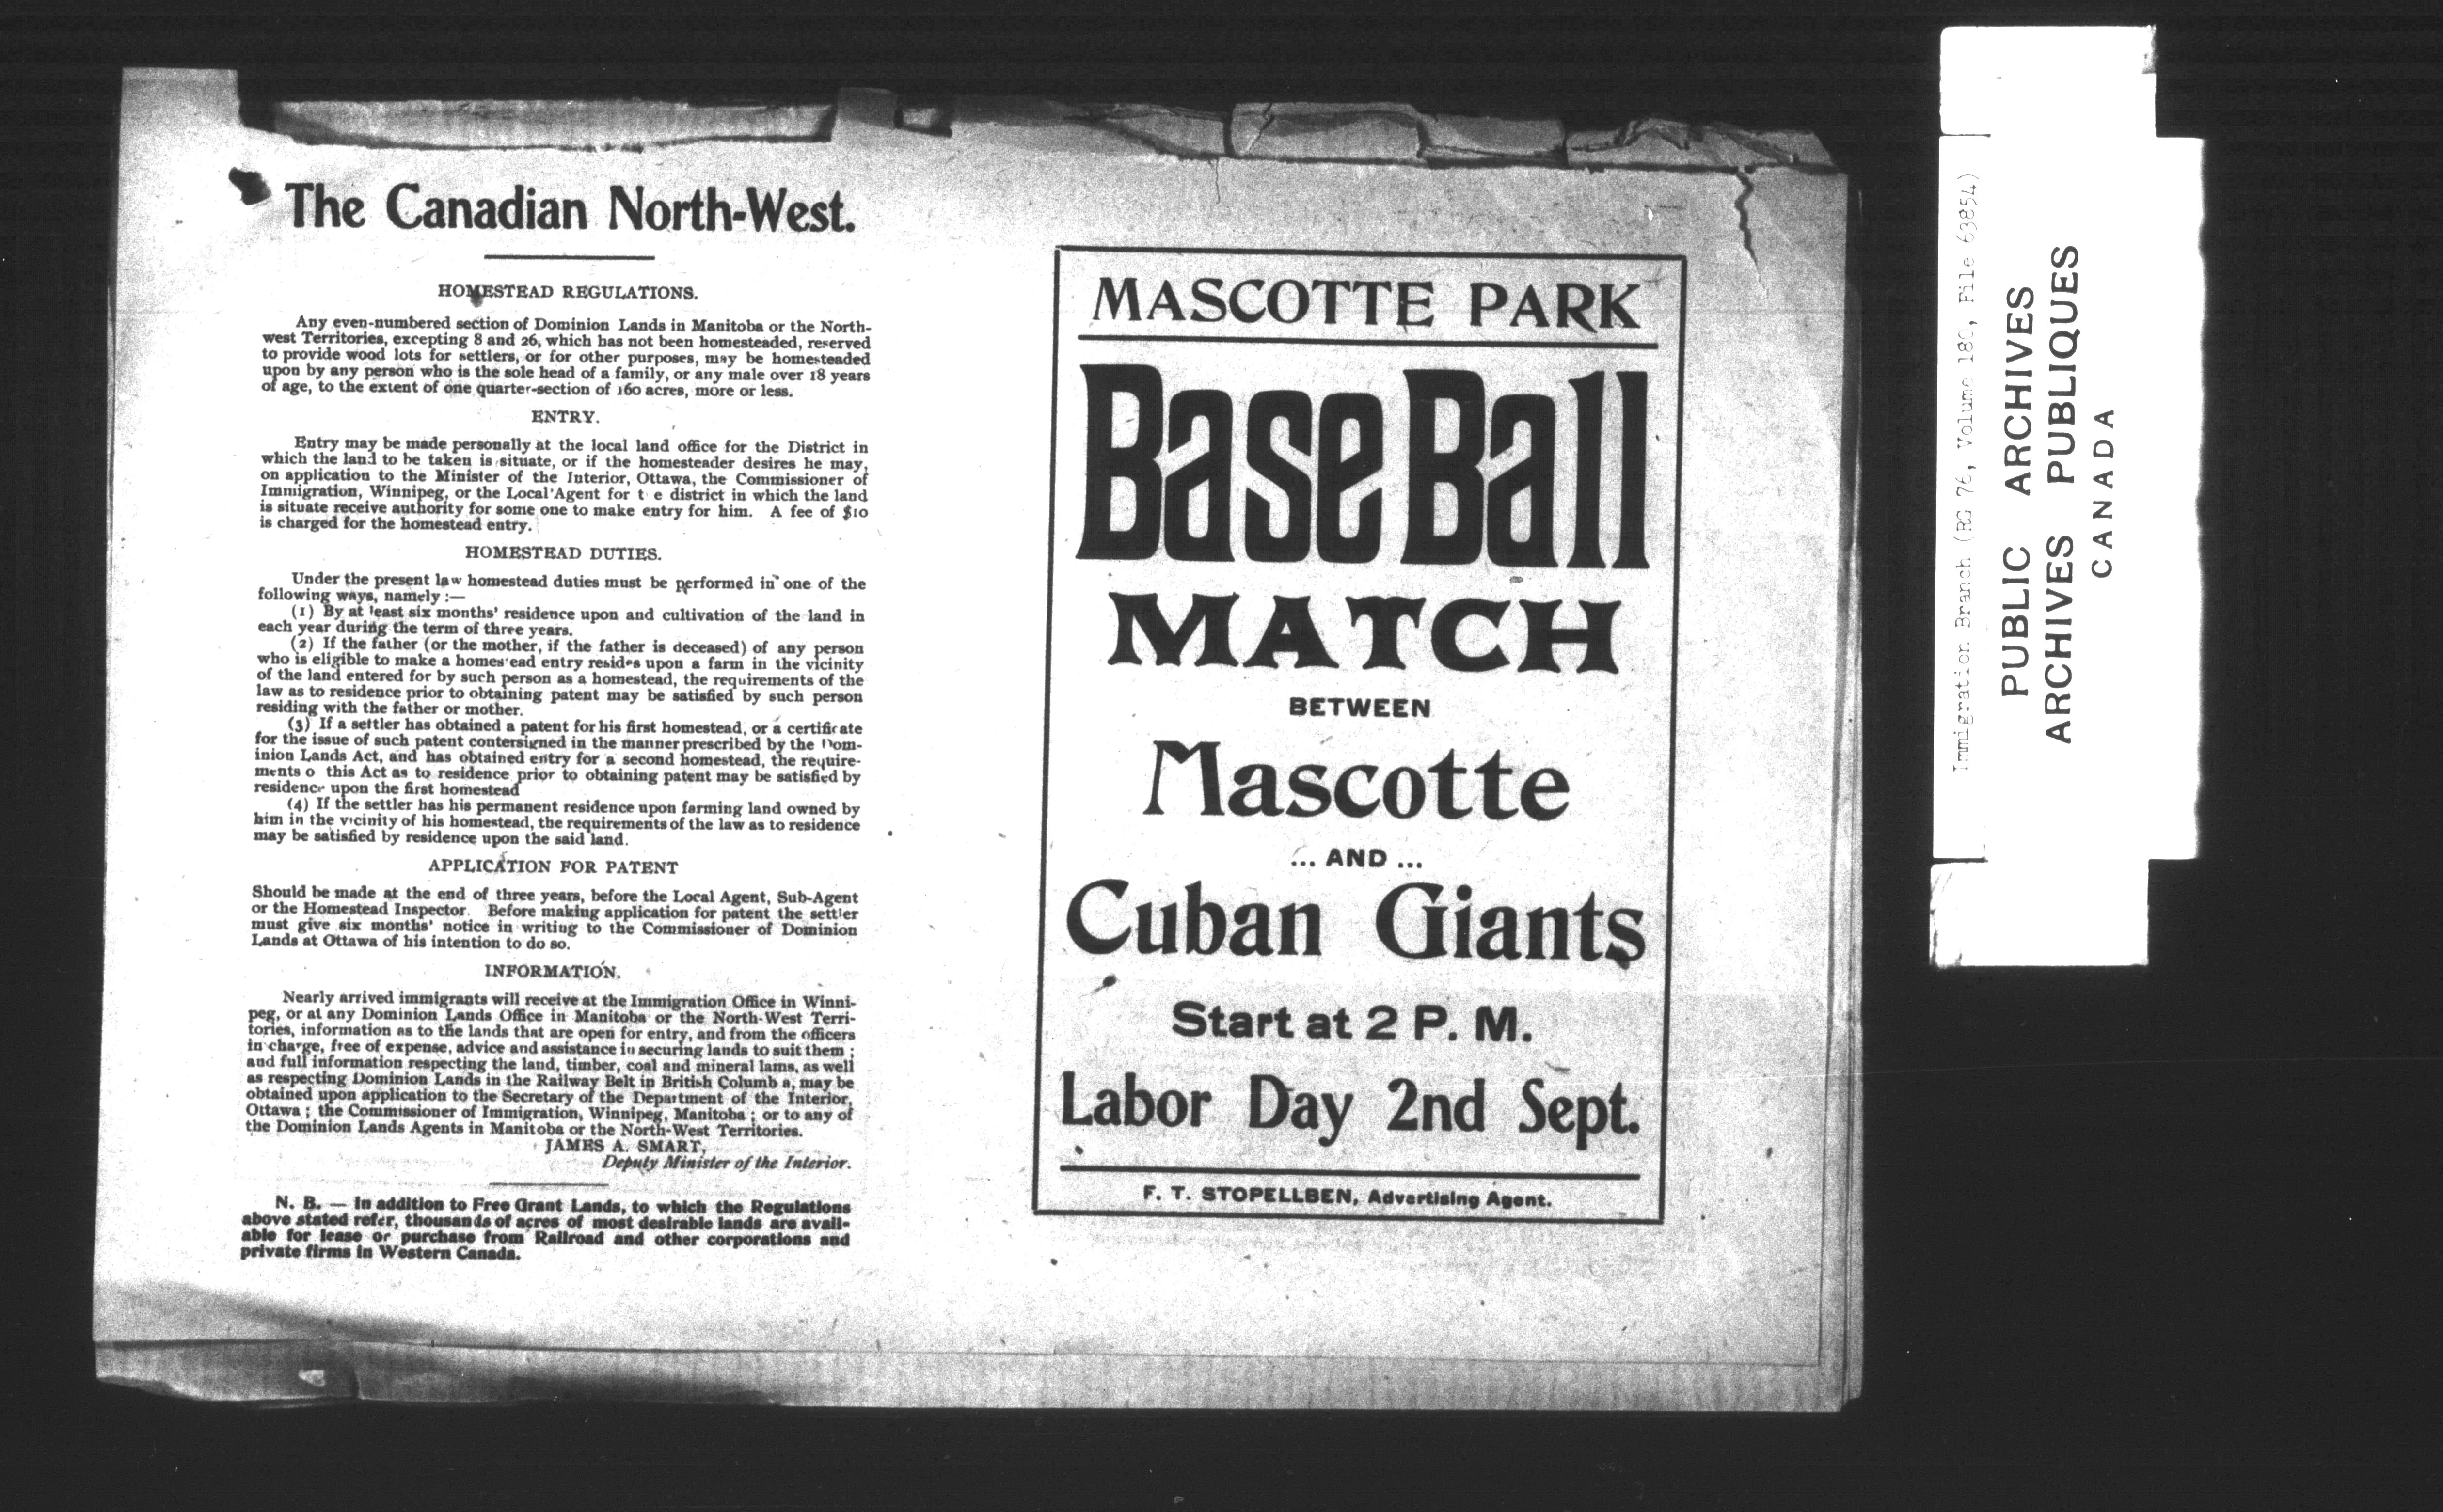 The Canadian North-West.
HOMESTEAD REGULATIONS.
Any even-numbered section of Dominion Lands in Manitoba or the North-
west Territories, excepting 8 and 26, which has not been homesteaded, reserved
to provide wood lots for settlers, or for other purposes, may be homesteaded
upon by any person who is the sole head of a family, or any male over 18 years
of age, to the extent of one quarter-section of 160 acres, more or less.
ENTRY.
Entry may be made personally at the local land office for the District in
which the land to be taken is situate, or if the homesteader desires he may,
on application to the Minister of the Interior, Ottawa, the Commissioner of
Immigration, Winnipeg, or the Local Agent for t e district in which the land
is situate receive authority for some one to make entry for him. A fee of $10
is charged for the homestead entry.
HOMESTEAD DUTIES.
Under the present law homestead duties must be performed in one of the
following ways, namely :—
(1) By at least six months' residence upon and cultivation of the land in
each year during the term of three years.
(2) If the father (or the mother, if the father is deceased) of any person
who is eligible to make a homes ead entry resides upon a farm in the vicinity
of the land entered for by such person as a homestead, the requirements of the
law as to residence prior to obtaining patent may be satisfied by such person
residing with the father or mother.
(3) If a settler has obtained a patent for his first homestead, or a certificate
for the issue of such patent contersigned in the manner prescribed by the Dom-
inion Lands Act, and has obtained entry for a second homestead, the require-
ments o this Act as to residence prior to obtaining patent may be satisfied by
residence upon the first homestead
(4) If the settler has his permanent residence upon farming land owned by
him in the vicinity of his homestead, the requirements of the law as to residence
may be satisfied by residence upon the said land.
APPLICATION FOR PATENT
Should be made at the end of three years, before the Local Agent, Sub-Agent
or the Homestead Inspector. Before making application for patent the settler
must give six months' notice in writing to the Commissioner of Dominion
Lands at Ottawa of his intention to do so.
INFORMATION.
Nearly arrived immigrants will receive at the Immigration Office in Winni-
peg, or at any Dominion Lands Office in Manitoba or the North-West Terri-
tories, information as to the lands that are open for entry, and from the officers
in charge, free of expense, advice and assistance in securing lands to suit them ;
and full information respecting the land, timber, coal and mineral lams, as well
as respecting Dominion Lands in the Railway Belt in British Columb a, may be
obtained upon application to the Secretary of the Department of the Interior,
Ottawa ; the Commissioner of Immigration, Winnipeg, Manitoba ; or to any of
the Dominion Lands Agents in Manitoba or the North-West Territories.
JAMES A. SMART,
Deputy Minister of the Interior.
N. B. — In addition to Free Grant Lands, to which the Regulations
above stated refer, thousands of acres of most desirable lands are avail-
able for lease or purchase from Railroad and other corporations and
private firms in Western Canada.
MASCOTTE PARK
Base Ball
MATCH
BETWEEN
Mascotte
... AND ...
Cuban Giants
Start at 2 P. M.
Labor Day 2nd Sept.
F. T. STOPELLBEN, Advertising Agent.
Immigration Branch (RG 76, Volume File 63854)
PUBLIC ARCHIVES
ARCHIVES PUBLIQUES
CANADA